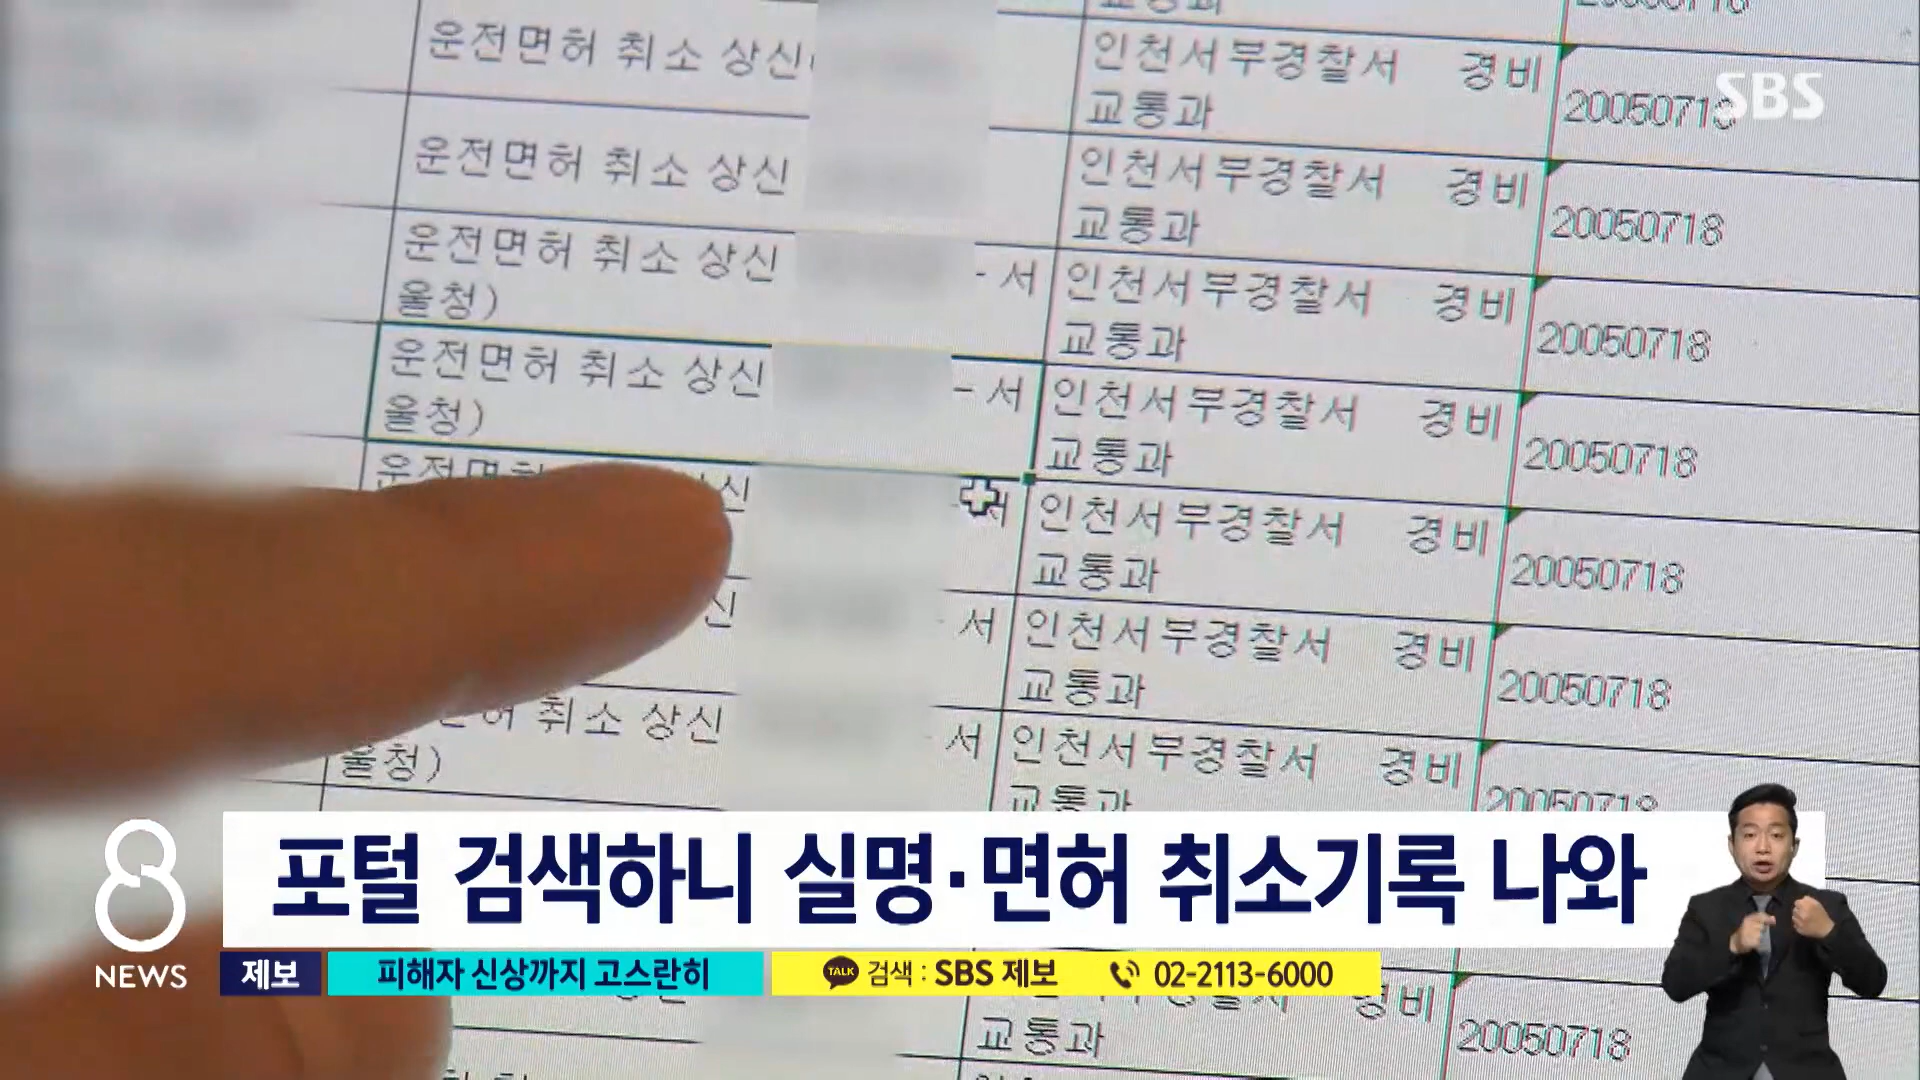 운전면허 취소 상신
인천서부경찰서 경비
교통과
20050718
SBS
운전면허 취소 상신
인천서부경찰서 경비
교통과
20050718
운전면허 취소 상신 - 서
울청)
인천서부경찰서 경비
교통과
20050718
운전면허 취소 상신 - 서
울청)
인천서부경찰서 경비
교통과
20050718
신
인천서부경찰서 경비
교통과
20050718
신 서
인천서부경찰서 경비
교통과
20050718
취소 상신 서
울청)
인천서부경찰서 경비
교통과
20050718
포털 검색하니 실명·면허 취소기록 나와
8 NEWS
제보 피해자 신상까지 고스란히 TALK 검색 : SBS 제보 02-2113-6000
경비
교통과
20050718